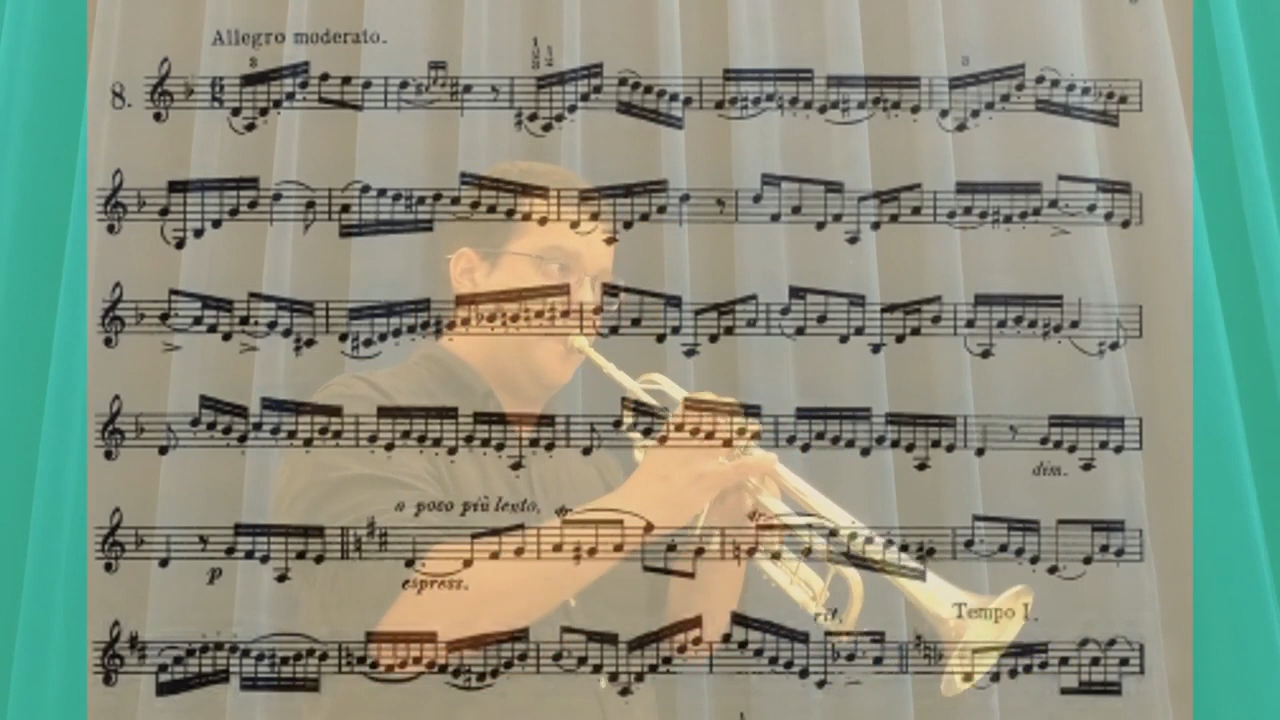 Allegro moderato.
8.
dim.
a poco più lento.
p
espress.
rit.
Tempo I.